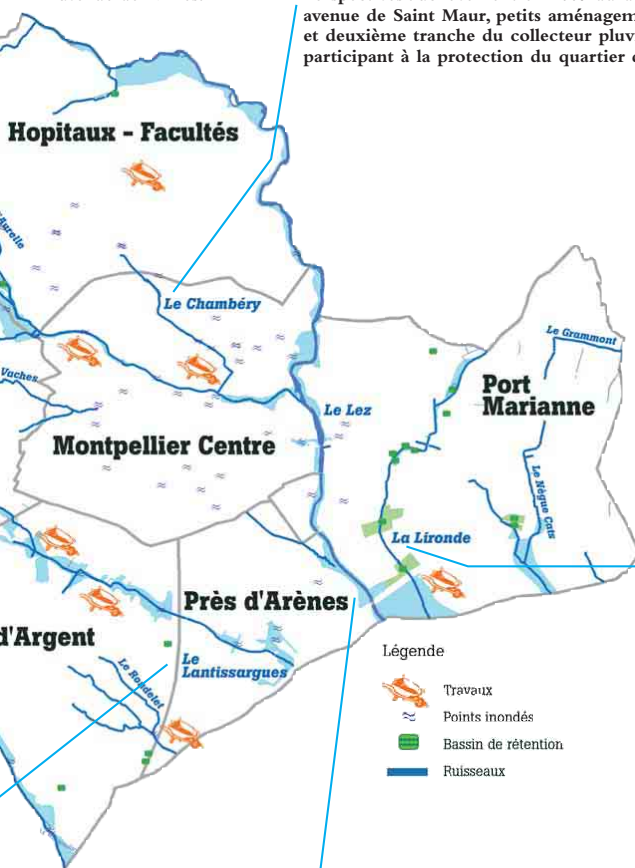 avenue de Saint Maur, petits aménagem
et deuxième tranche du collecteur pluv
participant à la protection du quartier d
Hopitaux - Facultés
Le Chambéry
Le Grammont
Vaches
Port
Marianne
Le Lez
Montpellier Centre
Le Nègue Cats
La Lironde
Près d'Arènes
d'Argent
Le
Lantissargues
Le Rondelet
Légende
Travaux
Points inondés
Bassin de rétention
Ruisseaux